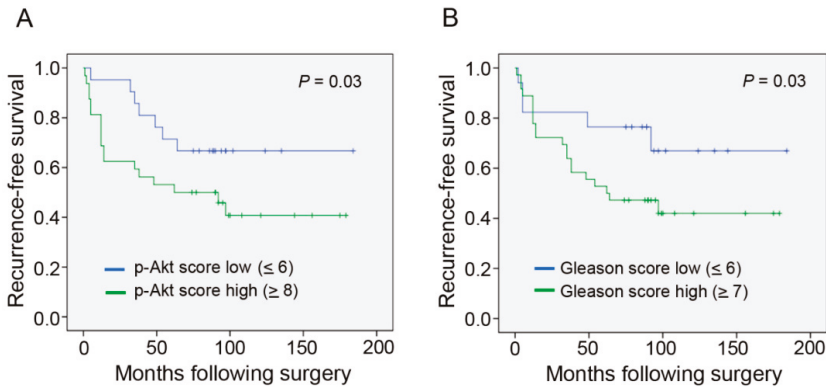 A
P = 0.03
Recurrence-free survival
1.0
0.8
0.6
0.4
0.2
0.0
p-Akt score low (≤ 6)
p-Akt score high (≥ 8)
0 50 100 150 200
Months following surgery
B
P = 0.03
Recurrence-free survival
1.0
0.8
0.6
0.4
0.2
0.0
Gleason score low (≤ 6)
Gleason score high (≥ 7)
0 50 100 150 200
Months following surgery